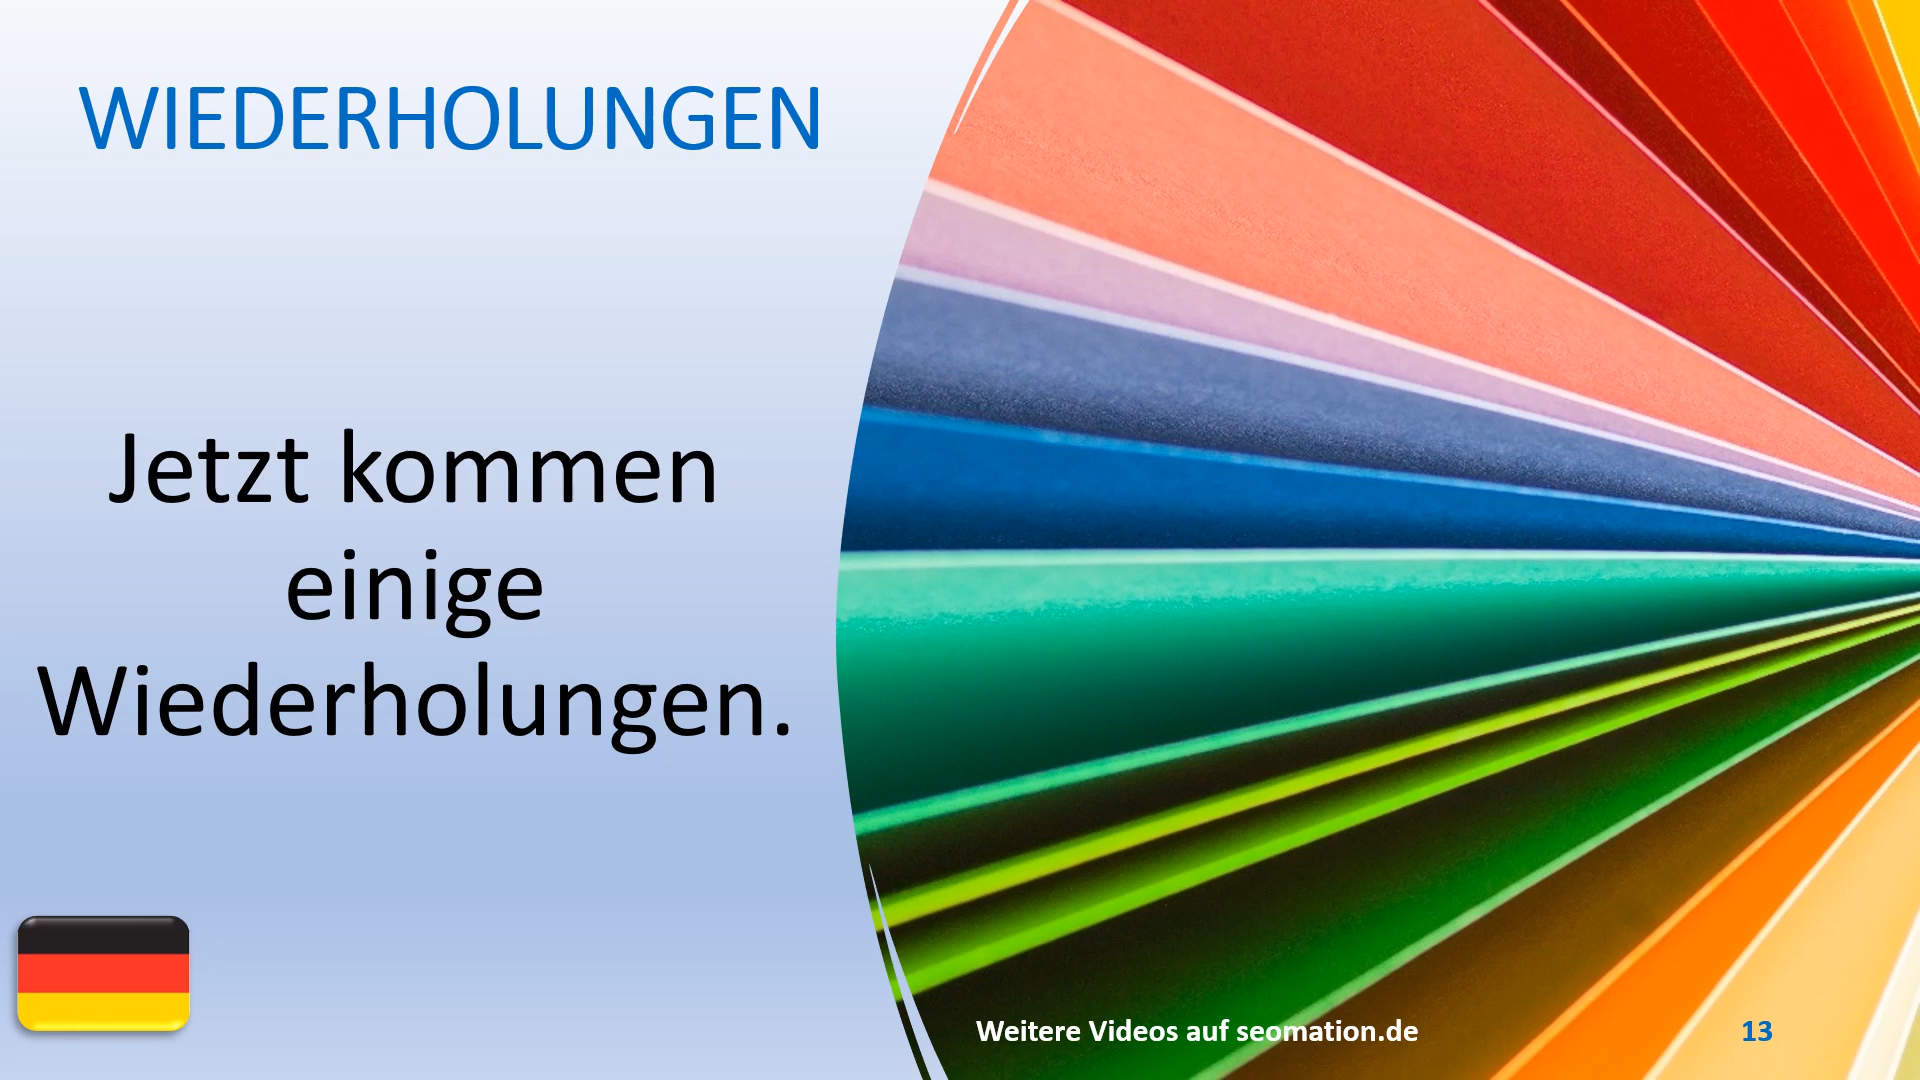 WIEDERHOLUNGEN
Jetzt kommen
einige
Wiederholungen.
Weitere Videos auf seomation.de
13